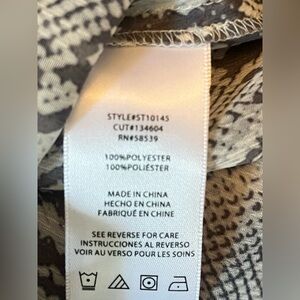 STYLE#ST10145
CUT#134604
RN#58539
100%POLYESTER
100%POLIÉSTER
MADE IN CHINA
HECHO EN CHINA
FABRIQUÉ EN CHINE
SEE REVERSE FOR CARE
INSTRUCCIONES AL REVERSO
VOIR AU VERSO POUR LES SOINS